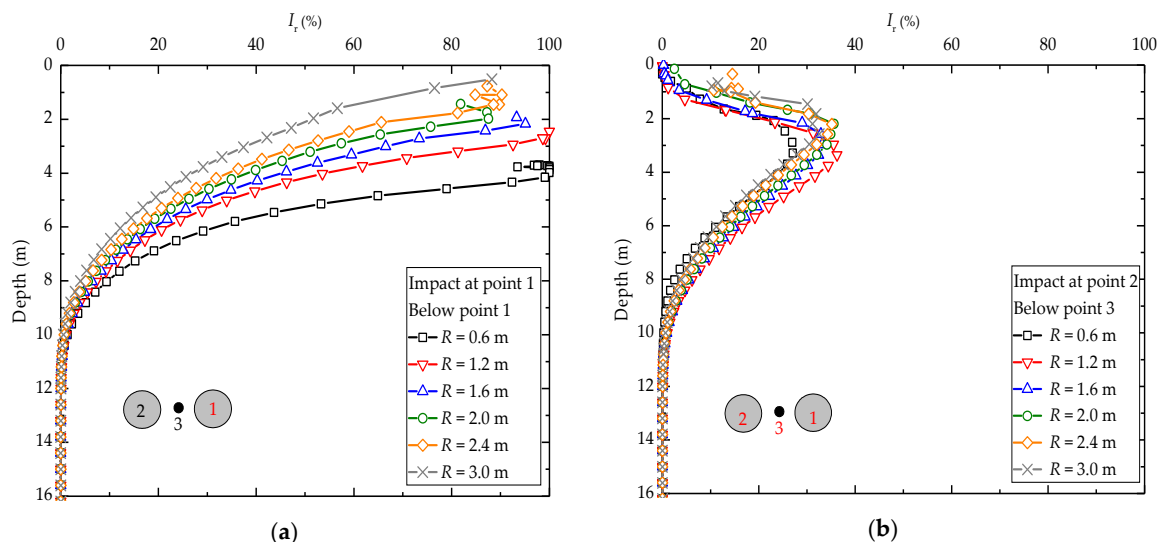 I_r (%)
0 20 40 60 80 100
0
2
4
6
8
10
12
14
16
Depth (m)
Impact at point 1
Below point 1
R = 0.6 m
R = 1.2 m
R = 1.6 m
R = 2.0 m
R = 2.4 m
R = 3.0 m
2 3 1
(a)
I_r (%)
0 20 40 60 80 100
0
2
4
6
8
10
12
14
16
Depth (m)
Impact at point 2
Below point 3
R = 0.6 m
R = 1.2 m
R = 1.6 m
R = 2.0 m
R = 2.4 m
R = 3.0 m
2 3 1
(b)